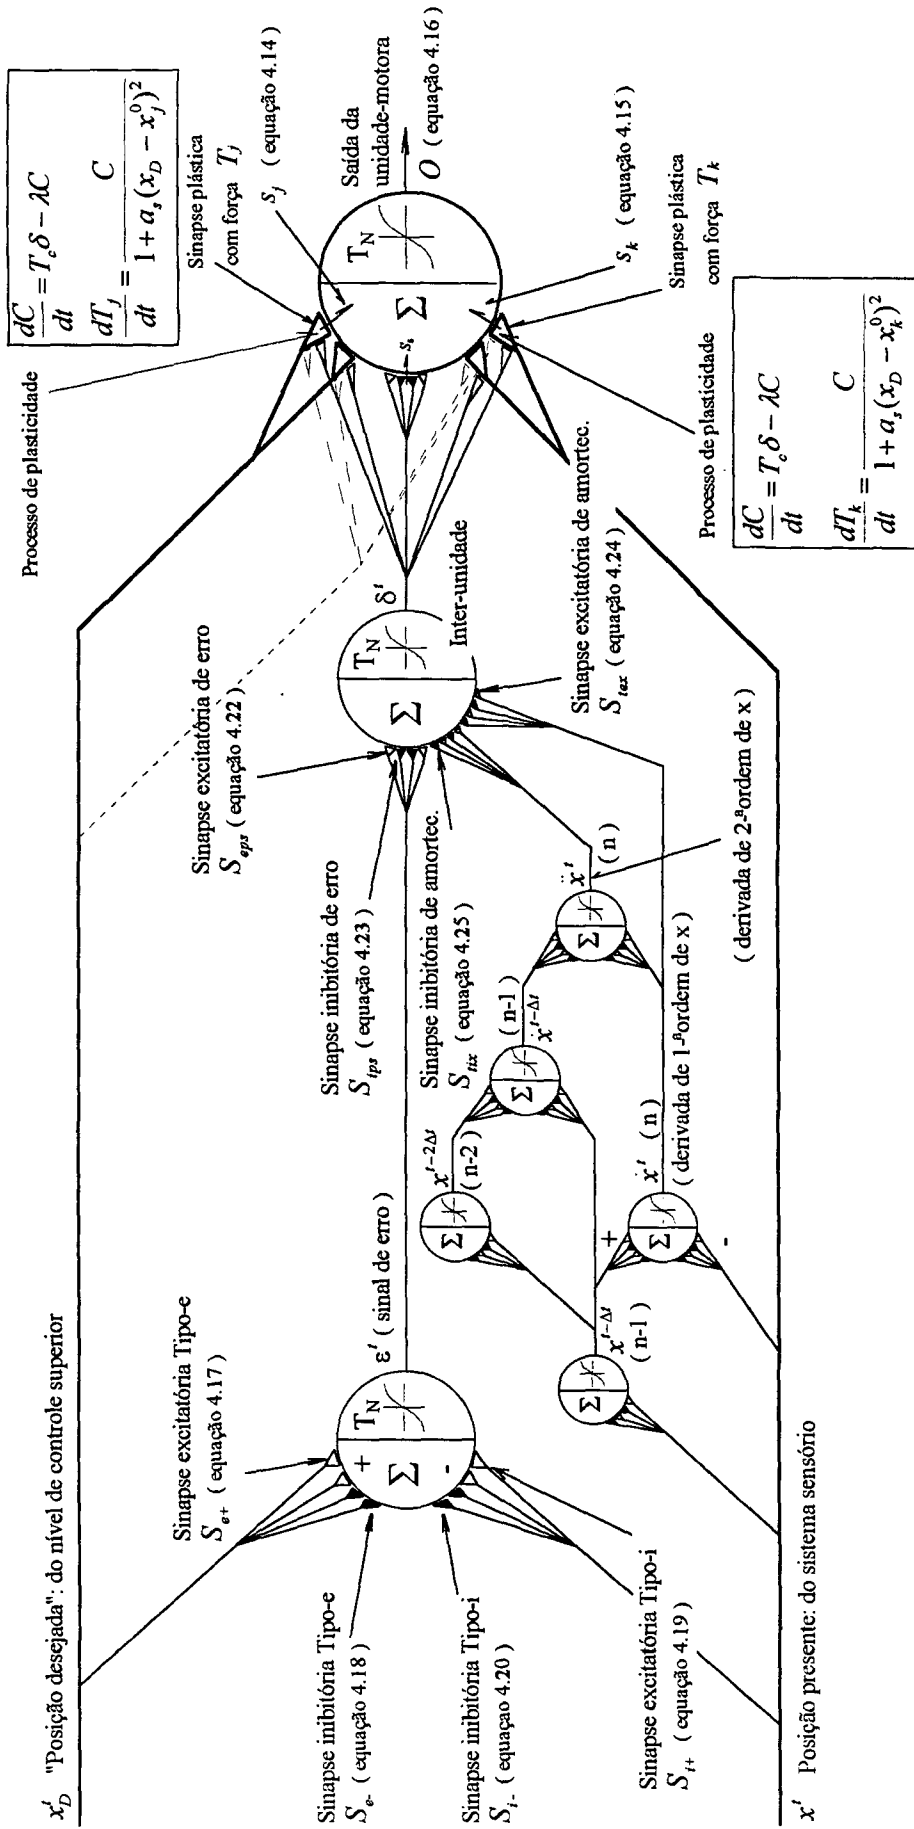 x_D^t "Posição desejada": do nível de controle superior
Sinapse excitatória Tipo-e
S_e+ ( equação 4.17)
Sinapse inibitória Tipo-e
S_e- ( equação 4.18)
Sinapse inibitória Tipo-i
S_i- ( equaçao 4.20)
Sinapse excitatória Tipo-i
S_i+ ( equação 4.19)
+
T_N
Σ
-
ε^t ( sinal de erro)
Sinapse excitatória de erro
S_eps ( equação 4.22)
Sinapse inibitória de erro
S_ips ( equação 4.23)
Sinapse inibitória de amortec.
S_tix ( equação 4.25)
Σ
x^t-2Δt
( n-2)
Σ
(n-1)
ẋ^t-Δt
Σ
x^t-Δt
( n-1)
+
Σ
-
ẋ^t (n)
( derivada de 1-ª ordem de x)
Σ
ẍ^t
(n)
( derivada de 2-ª ordem de x)
T_N
Σ
δ^t
Inter-unidade
Sinapse excitatória de amortec.
S_tex ( equação 4.24)
Processo de plasticidade
dC/dt = T_c δ - λC
dT_j/dt = C / (1 + a_s (x_D - x_j^0)^2)
Sinapse plástica
com força T_j
s_j ( equação 4.14)
T_N
Σ
Saída da
unidade-motora
O ( equação 4.16)
s_k ( equação 4.15)
Sinapse plástica
com força T_k
Processo de plasticidade
dC/dt = T_c δ - λC
dT_k/dt = C / (1 + a_s (x_D - x_k^0)^2)
x^t Posição presente: do sistema sensório